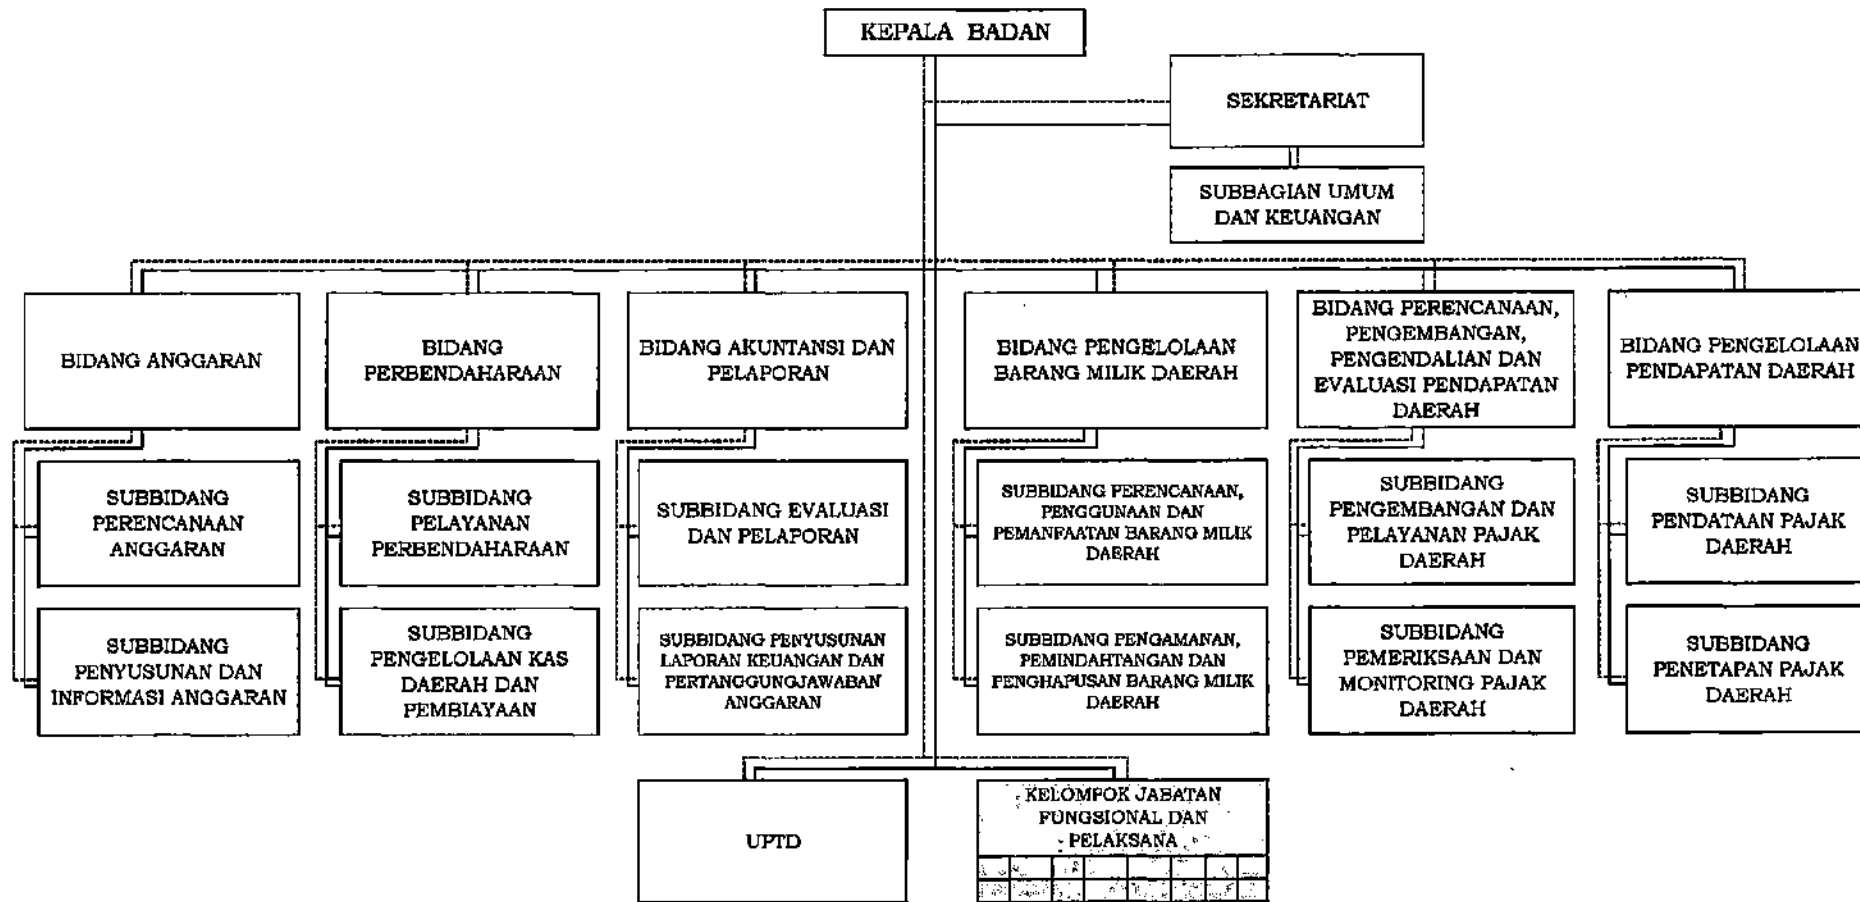 KEPALA BADAN
SEKRETARIAT
SUBBAGIAN UMUM
DAN KEUANGAN
BIDANG ANGGARAN
BIDANG
PERBENDAHARAAN
BIDANG AKUNTANSI DAN
PELAPORAN
BIDANG PENGELOLAAN
BARANG MILIK DAERAH
BIDANG PERENCANAAN,
PENGEMBANGAN,
PENGENDALIAN DAN
EVALUASI PENDAPATAN
DAERAH
BIDANG PENGELOLAAN
PENDAPATAN DAERAH
SUBBIDANG
PERENCANAAN
ANGGARAN
SUBBIDANG
PELAYANAN
PERBENDAHARAAN
SUBBIDANG EVALUASI
DAN PELAPORAN
SUBBIDANG PERENCANAAN,
PENGGUNAAN DAN
PEMANFAATAN BARANG MILIK
DAERAH
SUBBIDANG
PENGEMBANGAN DAN
PELAYANAN PAJAK
DAERAH
SUBBIDANG
PENDATAAN PAJAK
DAERAH
SUBBIDANG
PENYUSUNAN DAN
INFORMASI ANGGARAN
SUBBIDANG
PENGELOLAAN KAS
DAERAH DAN
PEMBIAYAAN
SUBBIDANG PENYUSUNAN
LAPORAN KEUANGAN DAN
PERTANGGUNGJAWABAN
ANGGARAN
SUBBIDANG PENGAMANAN,
PEMINDAHTANGAN DAN
PENGHAPUSAN BARANG MILIK
DAERAH
SUBBIDANG
PEMERIKSAAN DAN
MONITORING PAJAK
DAERAH
SUBBIDANG
PENETAPAN PAJAK
DAERAH
UPTD
KELOMPOK JABATAN
FUNGSIONAL DAN
PELAKSANA